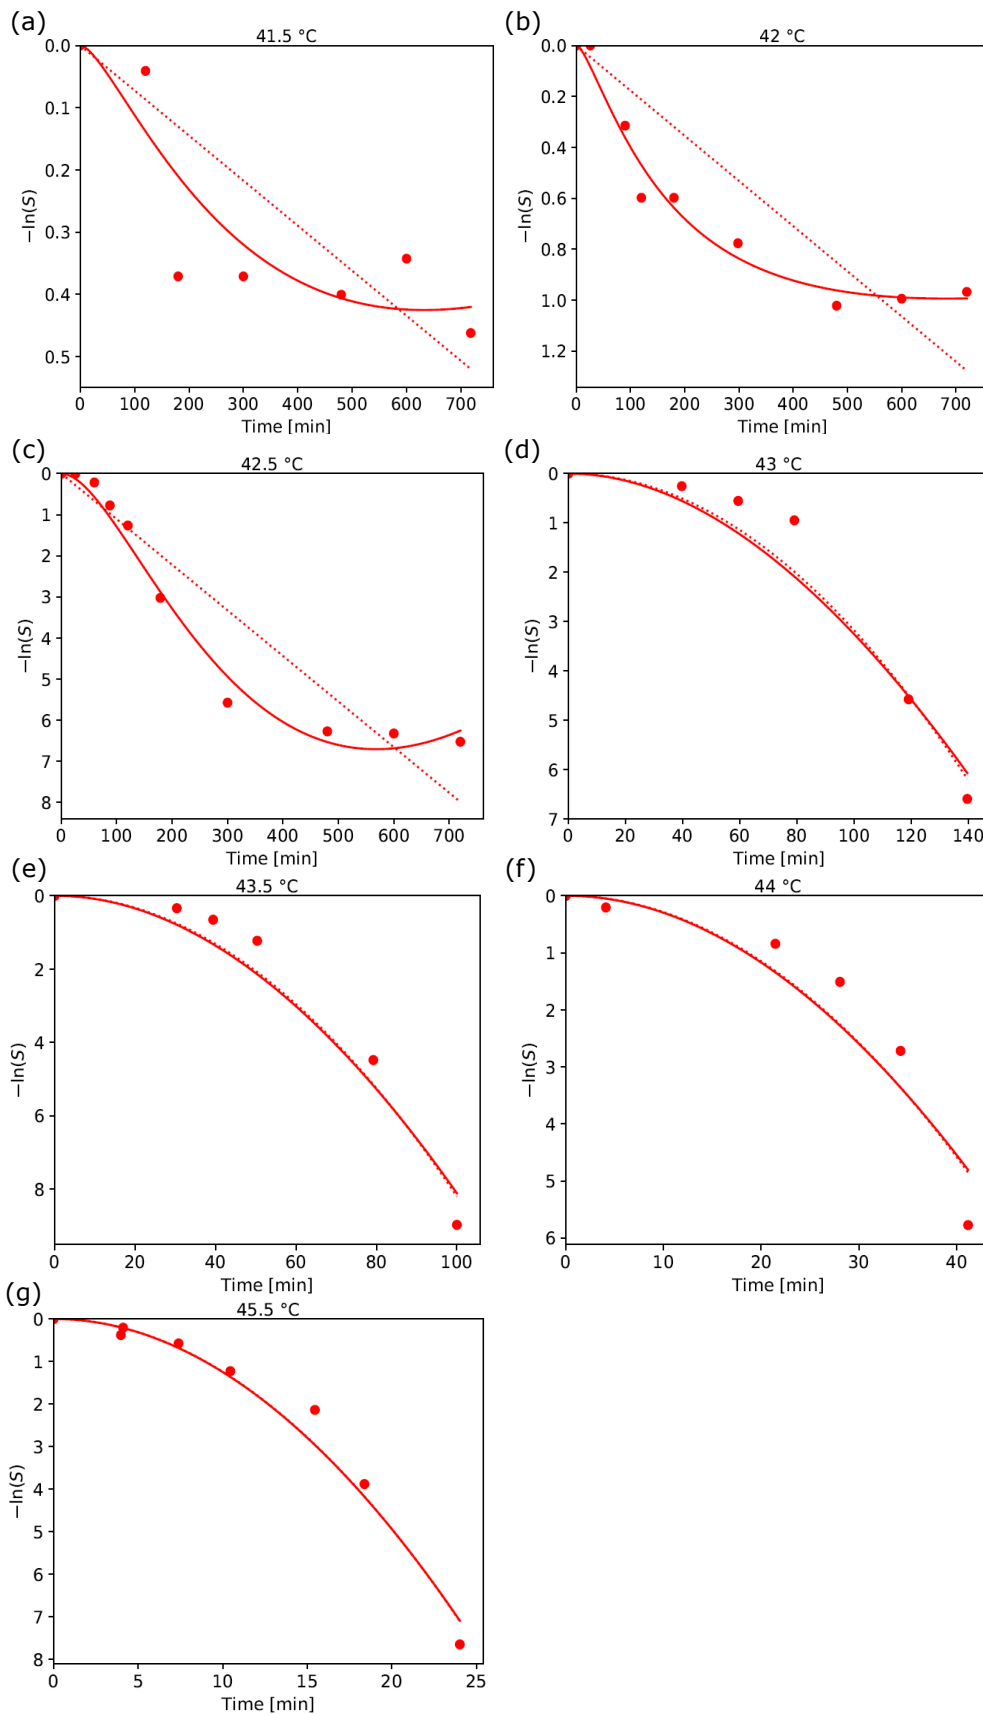 (a)
41.5 °C
0.0
0.1
0.2
0.3
0.4
0.5
−ln(S)
0 100 200 300 400 500 600 700
Time [min]
(b)
42 °C
0.0
0.2
0.4
0.6
0.8
1.0
1.2
−ln(S)
0 100 200 300 400 500 600 700
Time [min]
(c)
42.5 °C
0
1
2
3
4
5
6
7
8
−ln(S)
0 100 200 300 400 500 600 700
Time [min]
(d)
43 °C
0
1
2
3
4
5
6
7
−ln(S)
0 20 40 60 80 100 120 140
Time [min]
(e)
43.5 °C
0
2
4
6
8
−ln(S)
0 20 40 60 80 100
Time [min]
(f)
44 °C
0
1
2
3
4
5
6
−ln(S)
0 10 20 30 40
Time [min]
(g)
45.5 °C
0
1
2
3
4
5
6
7
8
−ln(S)
0 5 10 15 20 25
Time [min]